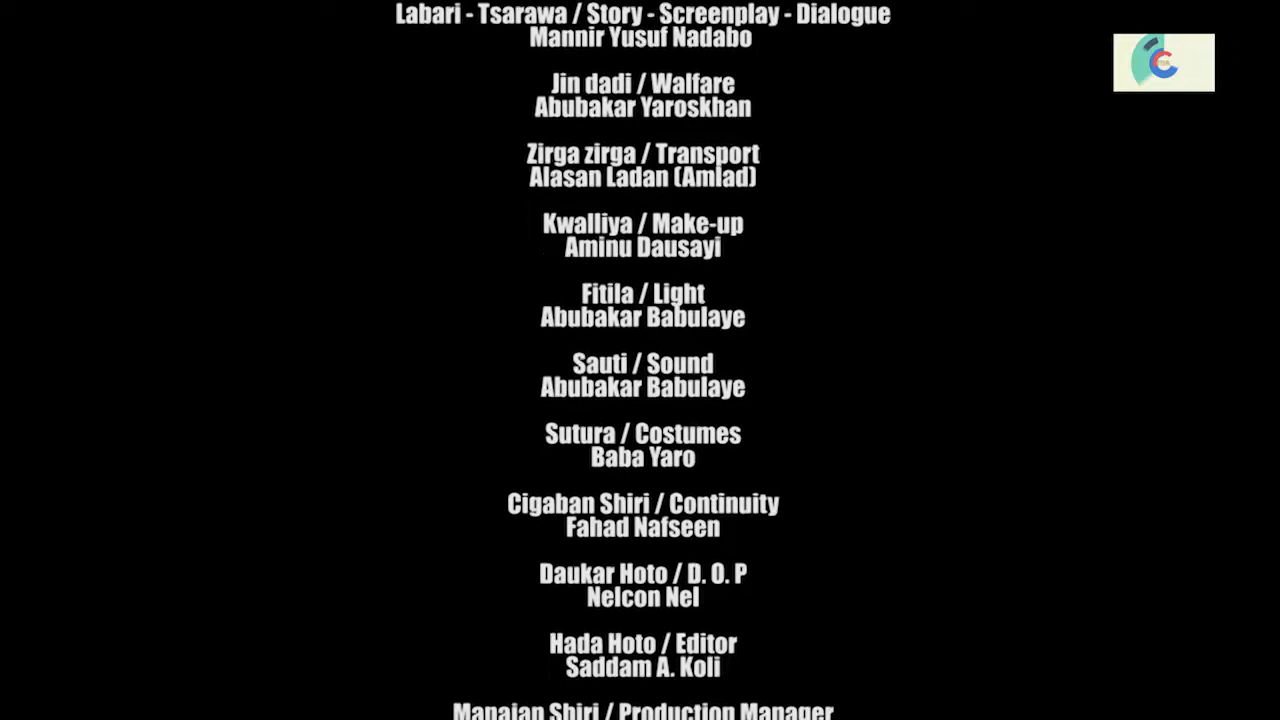 Labari - Tsarawa / Story - Screenplay - Dialogue
Mannir Yusuf Nadabo
Jin dadi / Walfare
Abubakar Yaroskhan
Zirga zirga / Transport
Alasan Ladan (Amlad)
Kwalliya / Make-up
Aminu Dausayi
Fitila / Light
Abubakar Babulaye
Sauti / Sound
Abubakar Babulaye
Sutura / Costumes
Baba Yaro
Cigaban Shiri / Continuity
Fahad Nafseen
Daukar Hoto / D. O. P
Nelcon Nel
Hada Hoto / Editor
Saddam A. Koli
Manajan Shiri / Production Manager